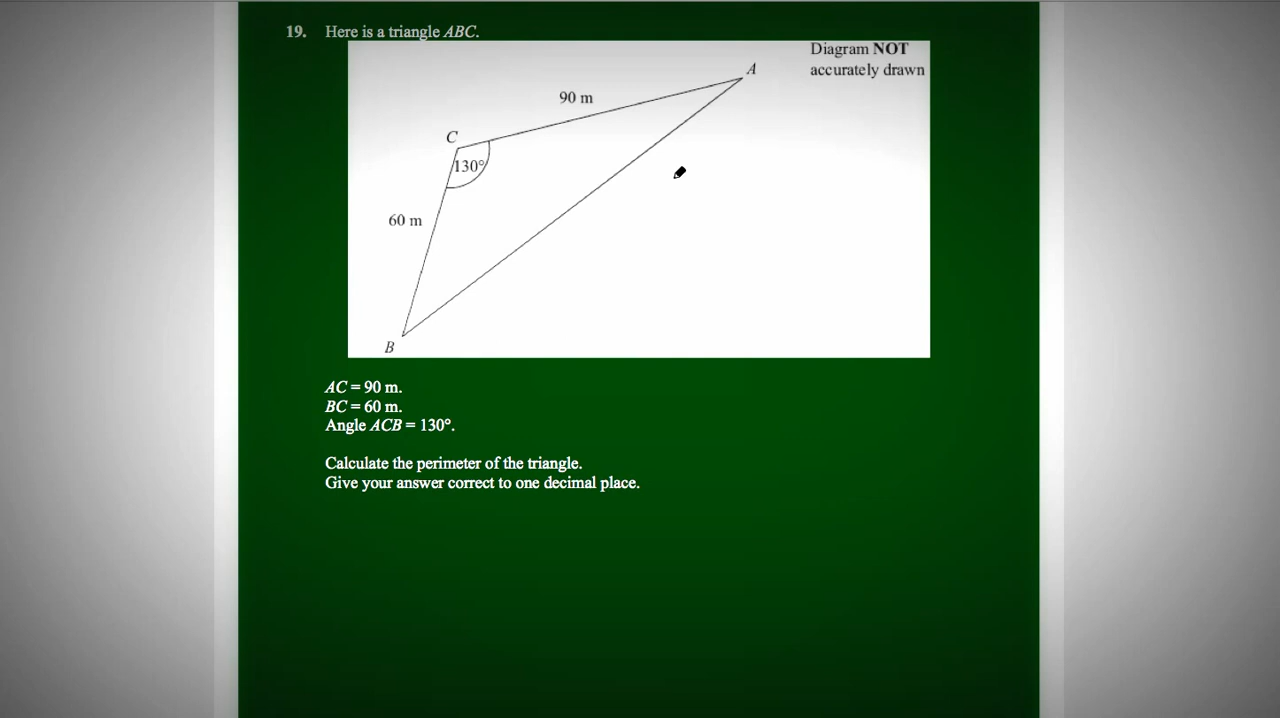 19. Here is a triangle ABC.
Diagram NOT
accurately drawn
A
90 m
C
130°
60 m
B
AC = 90 m.
BC = 60 m.
Angle ACB = 130°.
Calculate the perimeter of the triangle.
Give your answer correct to one decimal place.